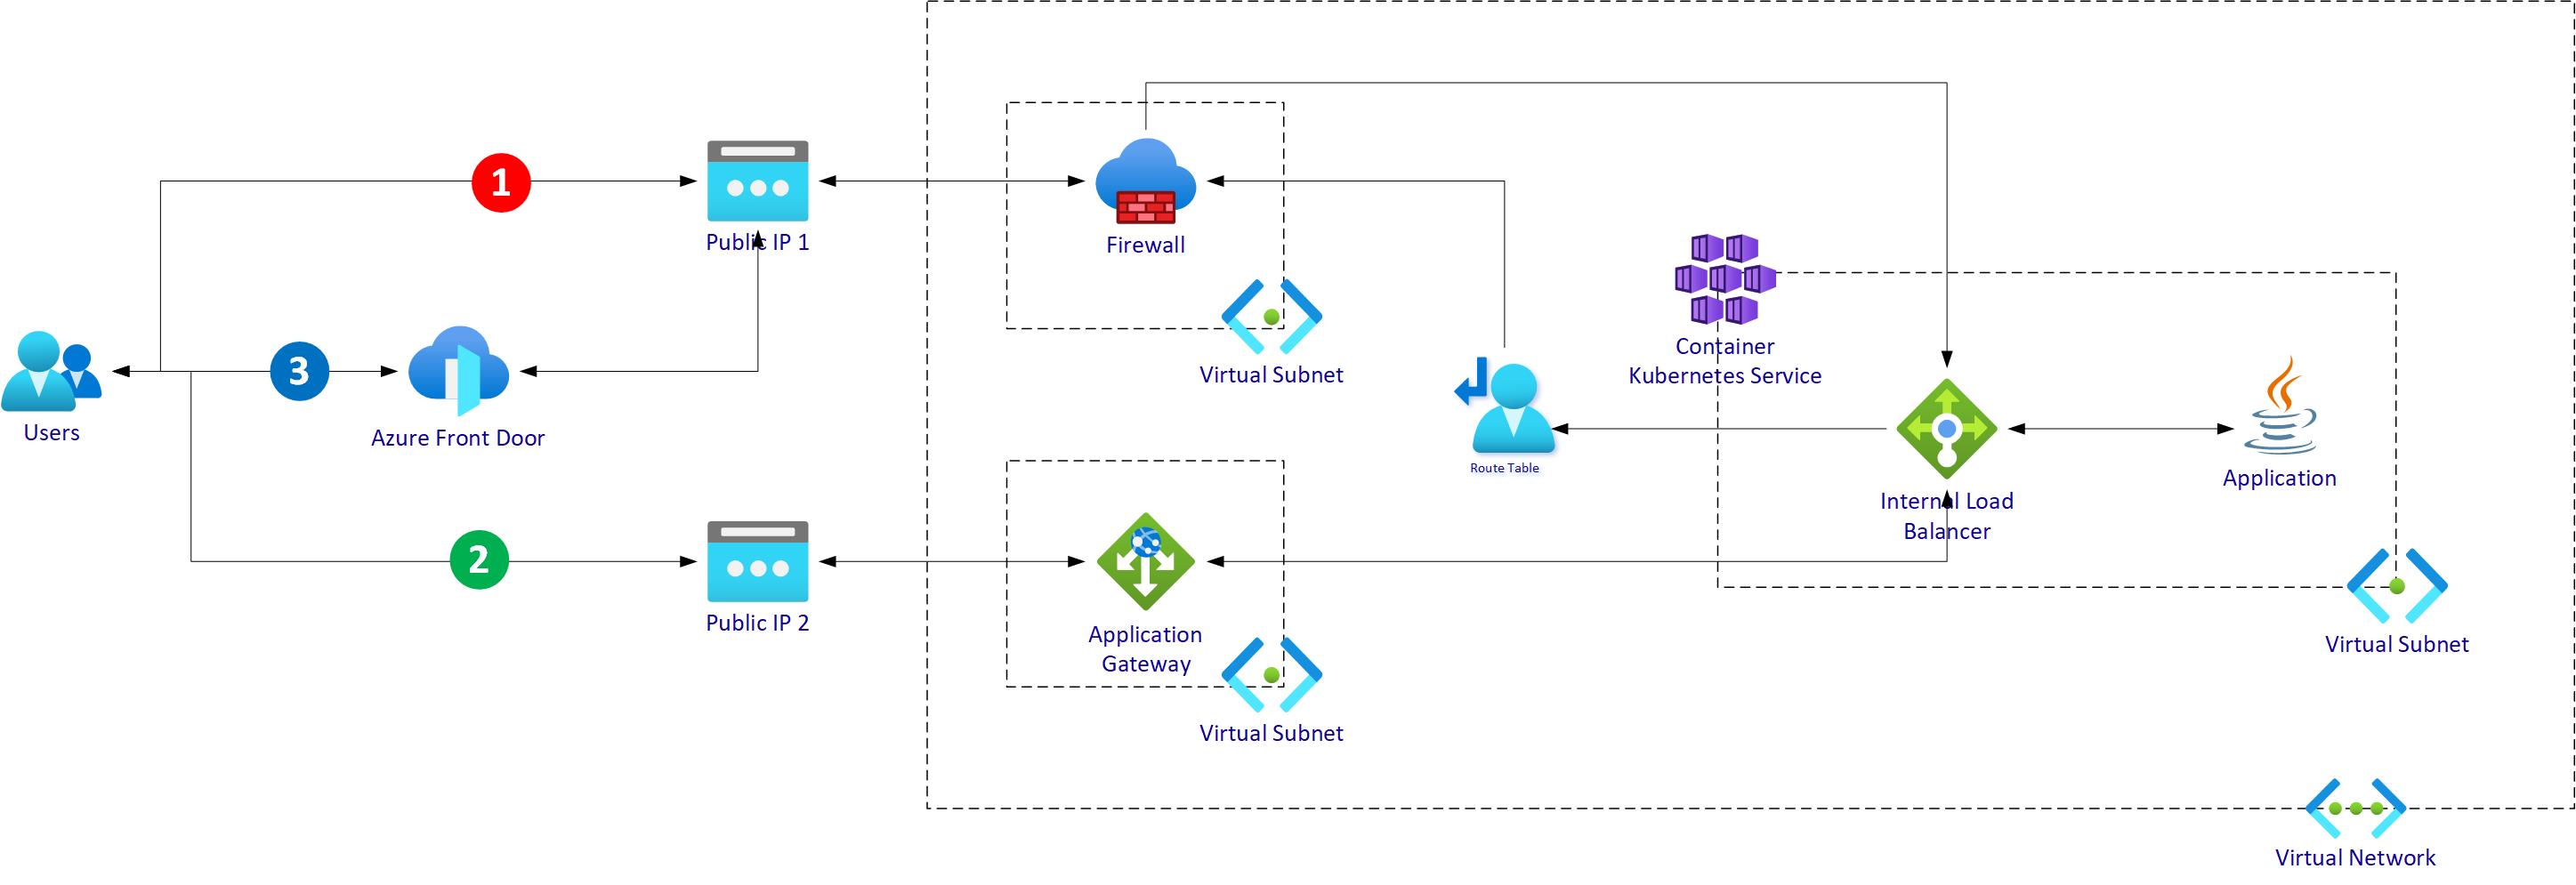 1
Public IP 1
Firewall
Virtual Subnet
Container
Kubernetes Service
3
Users
Azure Front Door
Route Table
Internal Load
Balancer
Application
2
Public IP 2
Application
Gateway
Virtual Subnet
Virtual Subnet
Virtual Network